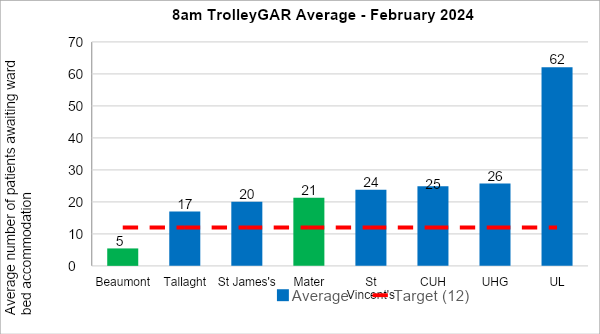 8am TrolleyGAR Average - February 2024
Average number of patients awaiting ward
bed accommodation
70
60
50
40
30
20
10
0
5
17
20
21
24
25
26
62
Beaumont
Tallaght
St James's
Mater
St
Vincent's
CUH
UHG
UL
Average
Target (12)